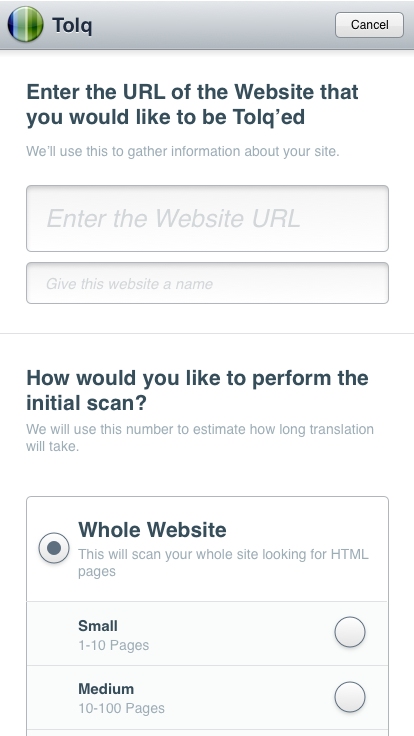 Tolq
Cancel
Enter the URL of the Website that
you would like to be Tolq’ed
We’ll use this to gather information about your site.
Enter the Website URL
Give this website a name
How would you like to perform the
initial scan?
We will use this number to estimate how long translation
will take.
Whole Website
This will scan your whole site looking for HTML
pages
Small
1-10 Pages
Medium
10-100 Pages